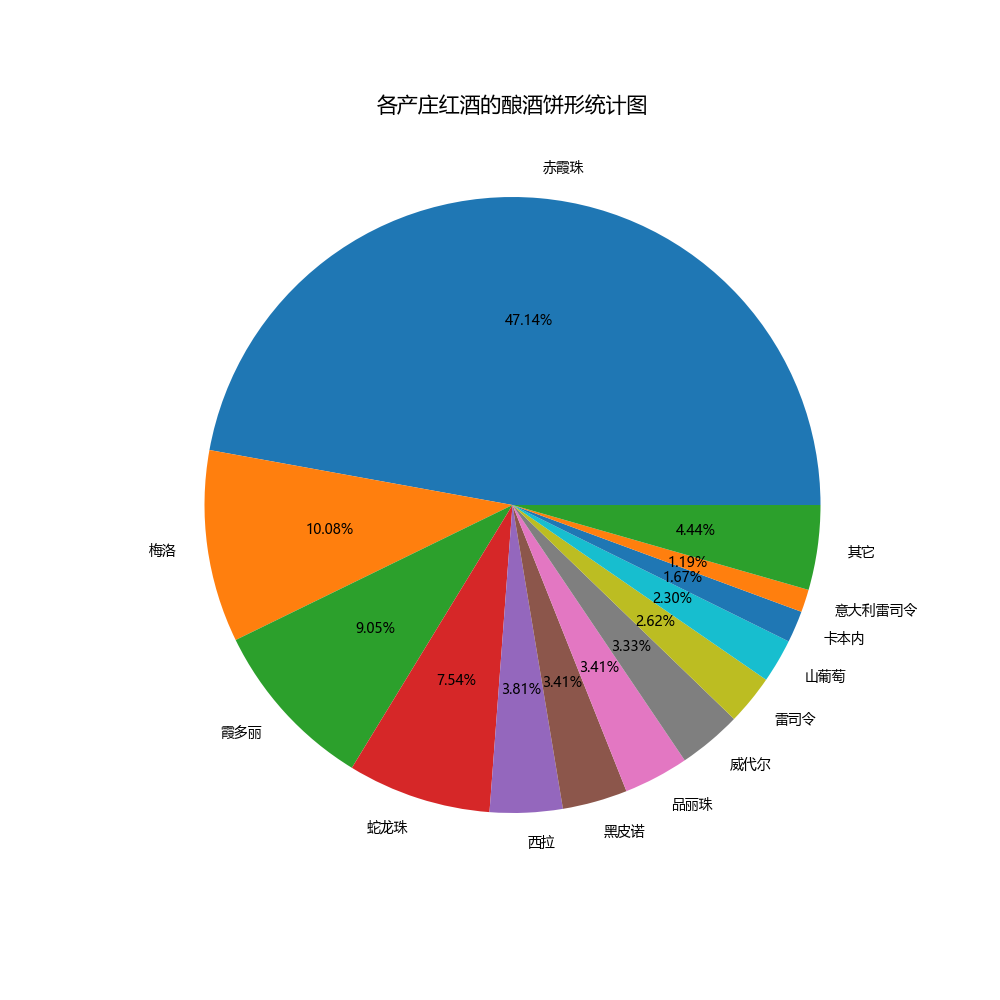 各产庄红酒的酿酒饼形统计图
赤霞珠
47.14%
梅洛
10.08%
霞多丽
9.05%
蛇龙珠
7.54%
西拉
3.81%
黑皮诺
3.41%
品丽珠
3.41%
威代尔
3.33%
雷司令
2.62%
山葡萄
2.30%
卡本内
1.67%
意大利雷司令
1.19%
其它
4.44%